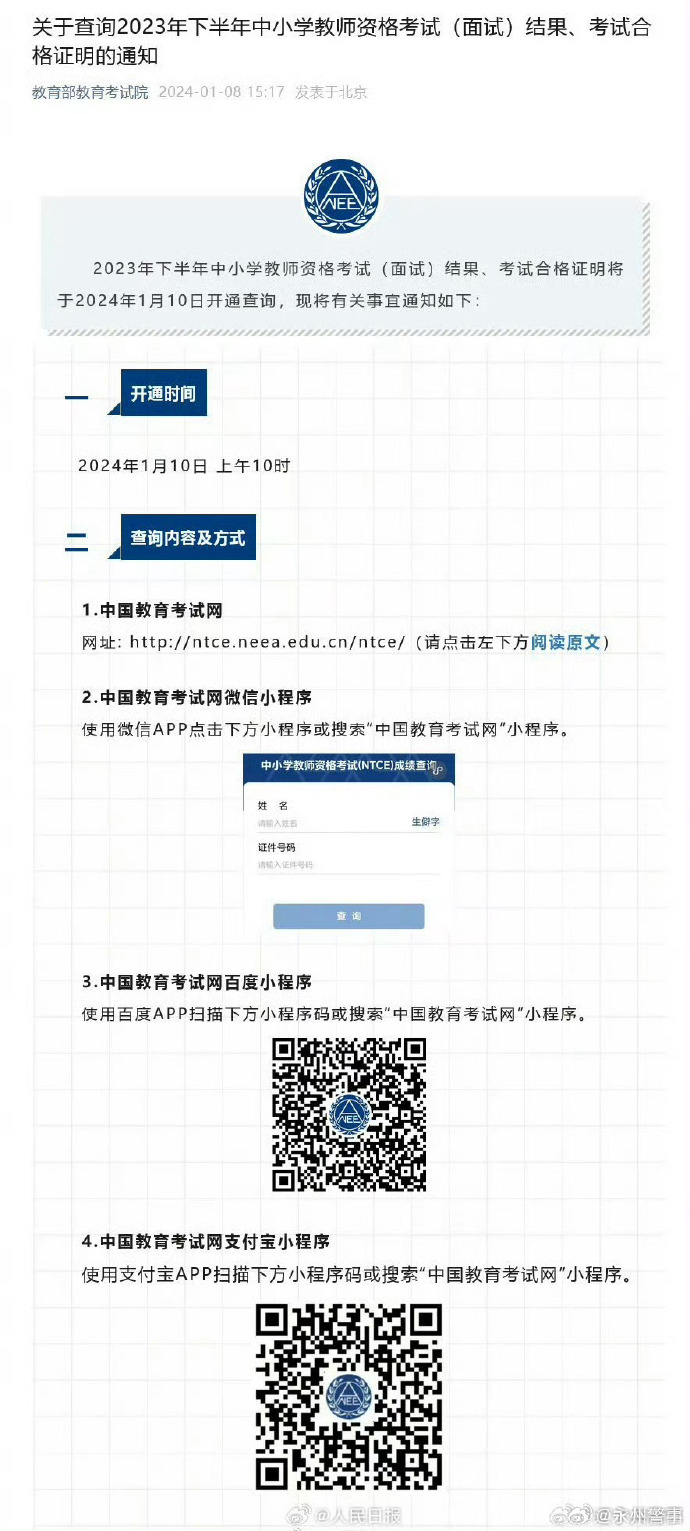 关于查询2023年下半年中小学教师资格考试（面试）结果、考试合
格证明的通知
教育部教育考试院 2024-01-08 15:17 发表于北京
NEE
2023年下半年中小学教师资格考试（面试）结果、考试合格证明将
于2024年1月10日开通查询，现将有关事宜通知如下：
一 开通时间
2024年1月10日 上午10时
二 查询内容及方式
1.中国教育考试网
网址: http://ntce.neea.edu.cn/ntce/（请点击左下方阅读原文）
2.中国教育考试网微信小程序
使用微信APP点击下方小程序或搜索“中国教育考试网”小程序。
中小学教师资格考试(NTCE)成绩查询
姓 名
请输入姓名 生僻字
证件号码
请输入证件号码
查 询
3.中国教育考试网百度小程序
使用百度APP扫描下方小程序码或搜索“中国教育考试网”小程序。
NEE
4.中国教育考试网支付宝小程序
使用支付宝APP扫描下方小程序码或搜索“中国教育考试网”小程序。
NEE
@人民日报 @永州警事